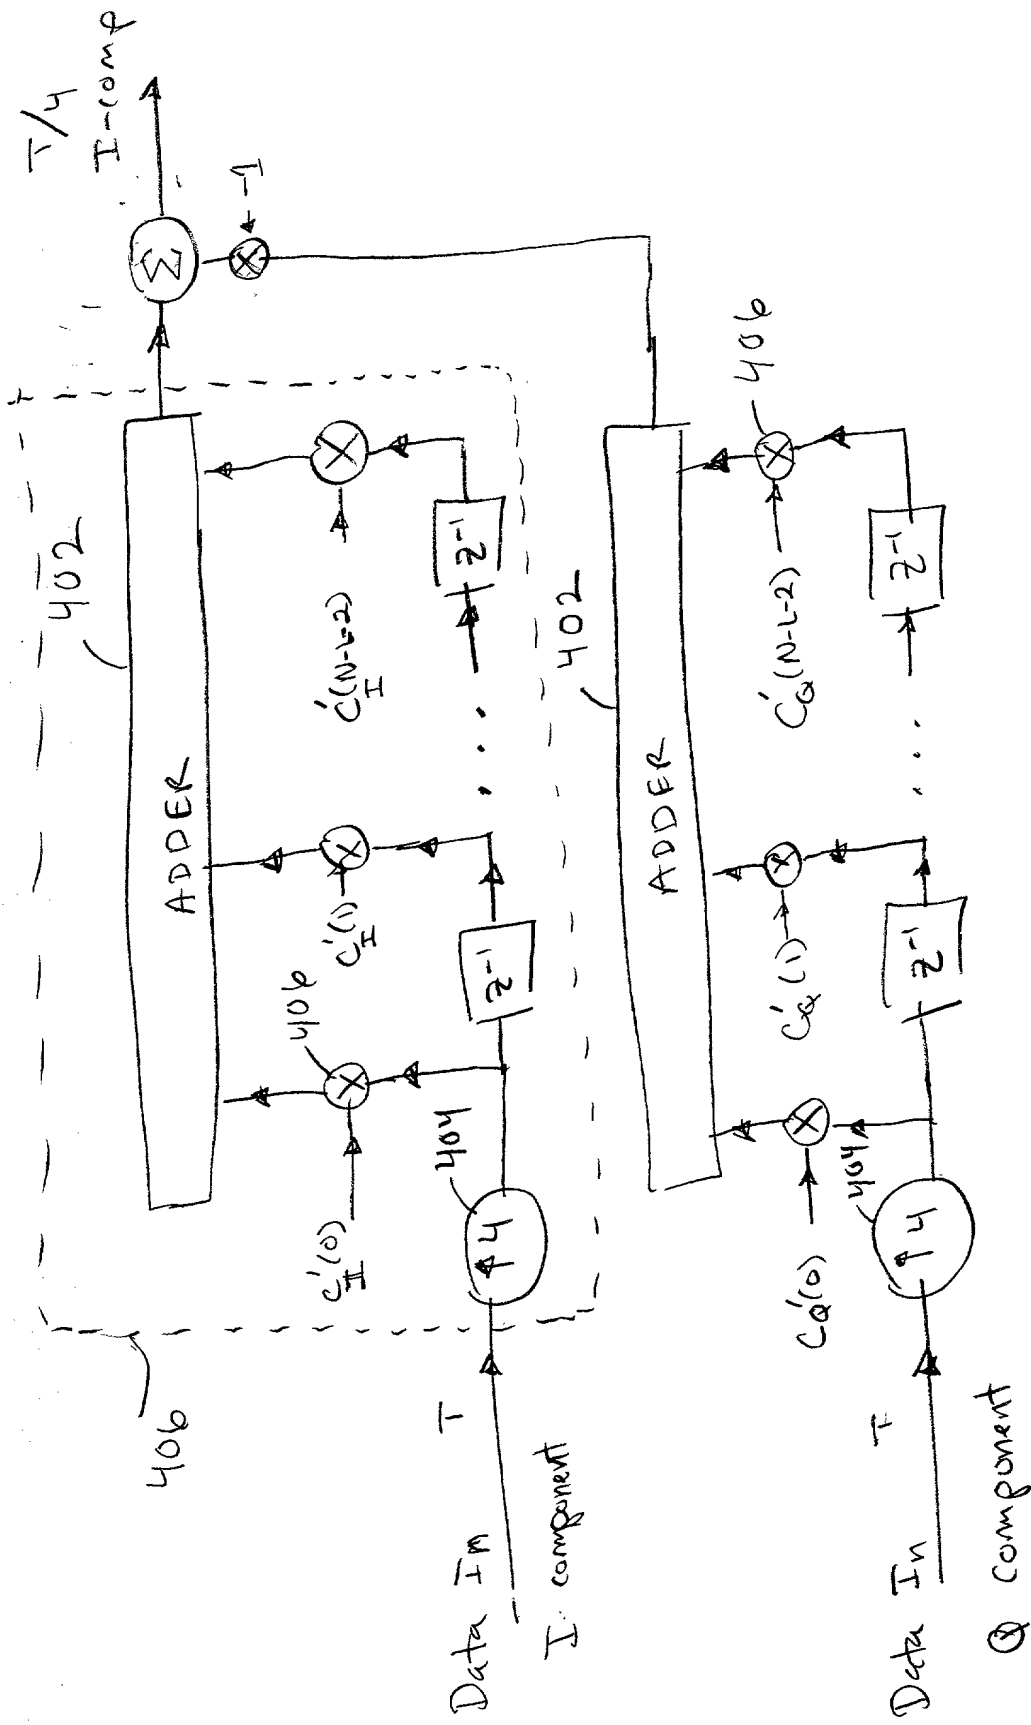 T/4
I-comp
Σ
-1
402
ADDER
406
C'I(0)
C'I(1)
C'I(N-L-2)
404
↑4
z-1
z-1
...
406
T
Data In
I component
402
ADDER
406
C'Q(0)
C'Q(1)
C'Q(N-L-2)
404
↑4
z-1
z-1
...
T
Data In
Q component